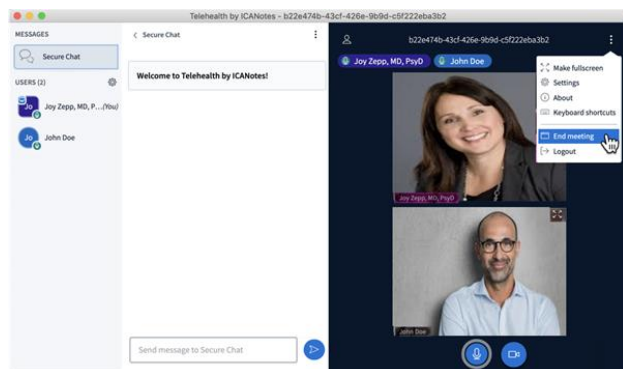 Telehealth by ICANotes - b22e474b-43cf-426e-9b9d-c5f222eba3b2
MESSAGES
Secure Chat
USERS (2)
Jo
Joy Zepp, MD, P...(You)
Jo
John Doe
Secure Chat
Welcome to Telehealth by ICANotes!
Send message to Secure Chat
b22e474b-43cf-426e-9b9d-c5f222eba3b2
Joy Zepp, MD, PsyD
John Doe
Make fullscreen
Settings
About
Keyboard shortcuts
End meeting
Logout
Joy Zepp, MD, PsyD
John Doe